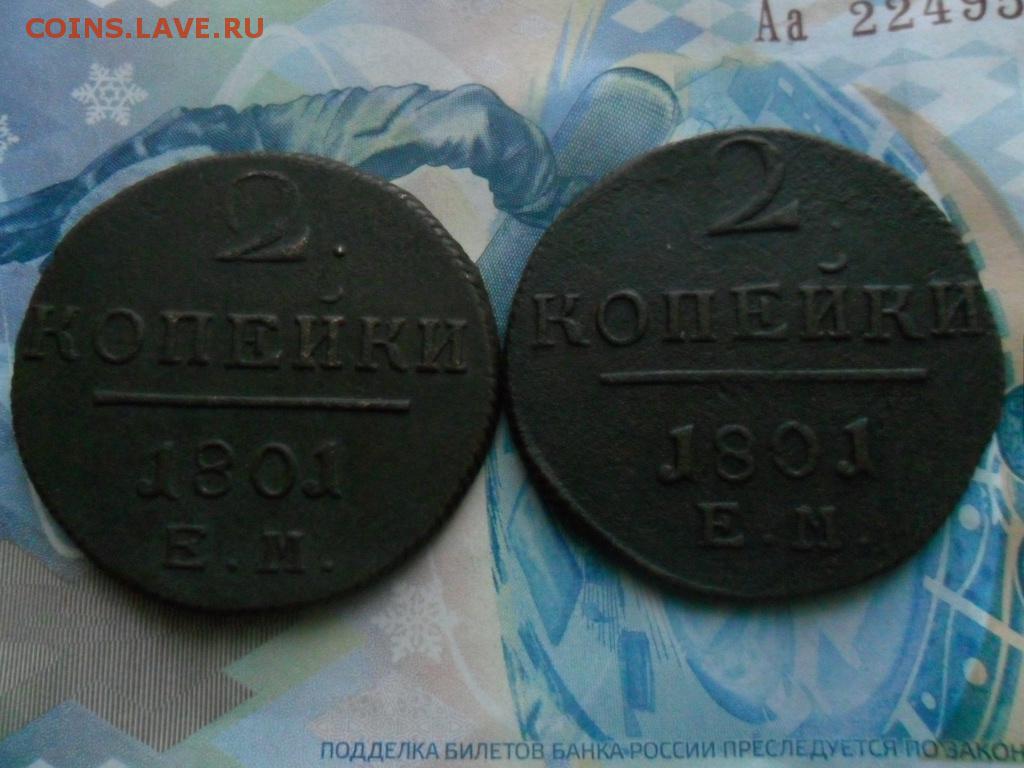 COINS.LAVE.RU
Аа 22495
2.
КОПЕЙКИ
1801
Е.М.
2.
КОПЕЙКИ
1801
Е.М.
ПОДДЕЛКА БИЛЕТОВ БАНКА РОССИИ ПРЕСЛЕДУЕТСЯ ПО ЗАКОН